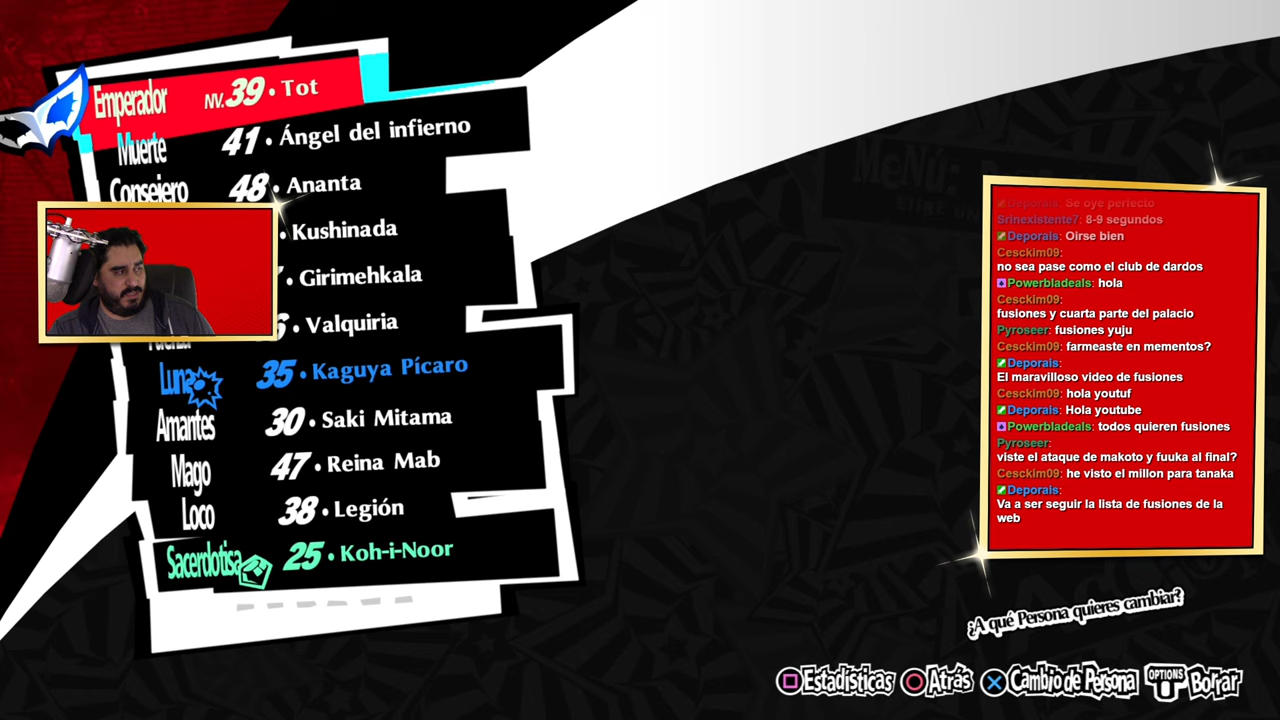 Emperador NV. 39 • Tot
Muerte 41 • Ángel del infierno
Consejero 48 • Ananta
• Kushinada
• Girimehkala
• Valquiria
Luna 35 • Kaguya Pícaro
Amantes 30 • Saki Mitama
Mago 47 • Reina Mab
Loco 38 • Legión
Sacerdotisa 25 • Koh-i-Noor
MeNú:
Deporais: Se oye perfecto
Srinexistente7: 8-9 segundos
Deporais: Oirse bien
Cesckim09:
no sea pase como el club de dardos
Powerbladeals: hola
Cesckim09:
fusiones y cuarta parte del palacio
Pyroseer: fusiones yuju
Cesckim09: farmeaste en mementos?
Deporais:
El maravilloso video de fusiones
Cesckim09: hola youtuf
Deporais: Hola youtube
Powerbladeals: todos quieren fusiones
Pyroseer:
viste el ataque de makoto y fuuka al final?
Cesckim09: he visto el millon para tanaka
Deporais:
Va a ser seguir la lista de fusiones de la
web
¿A qué Persona quieres cambiar?
Estadísticas Atrás Cambio de Persona OPTIONS Borrar